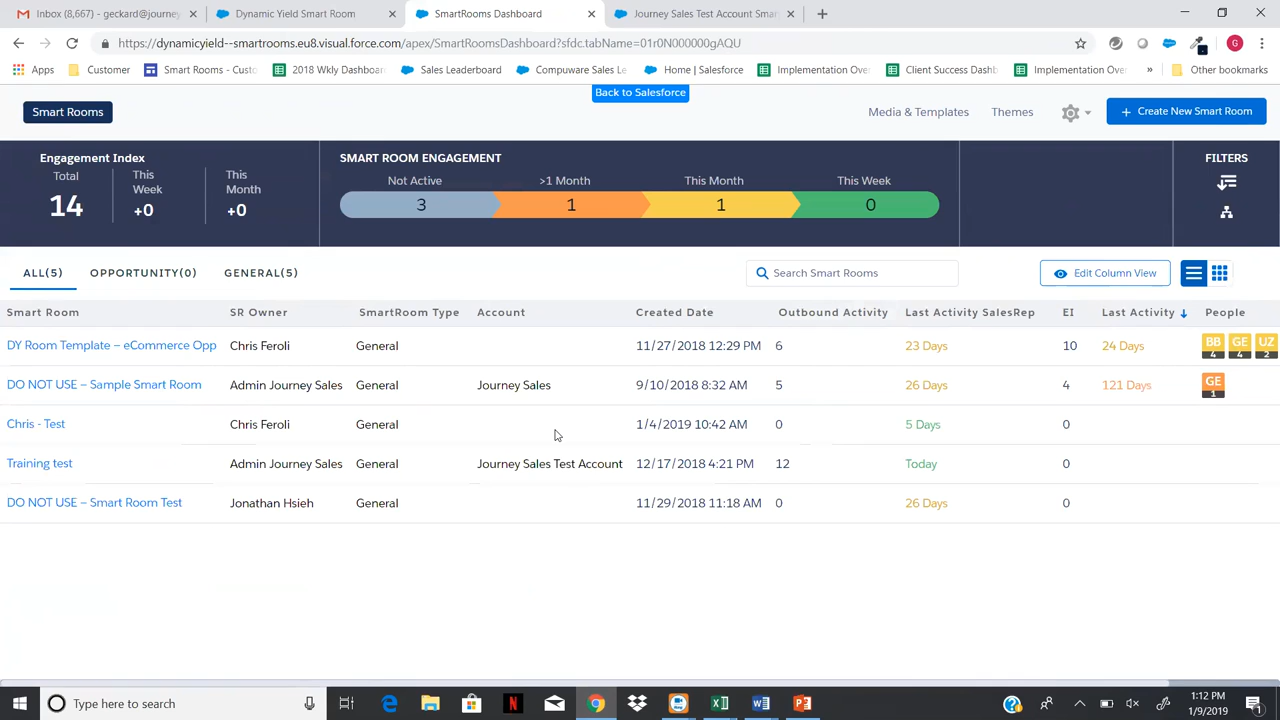 Inbox (8,667) - geckard@journey
Dynamic Yield Smart Room
SmartRooms Dashboard
Journey Sales Test Account Smar
https://dynamicyield--smartrooms.eu8.visual.force.com/apex/SmartRoomsDashboard?sfdc.tabName=01r0N000000gAQU
G
Apps
Customer
Smart Rooms - Custo
2018 Wkly Dashboar
Sales Leaderboard
Compuware Sales Le
Home | Salesforce
Implementation Over
Client Success Dashb
Implementation Over
»
Other bookmarks
Back to Salesforce
Smart Rooms
Media & Templates
Themes
+ Create New Smart Room
Engagement Index
Total
This Week
This Month
14
+0
+0
SMART ROOM ENGAGEMENT
Not Active
>1 Month
This Month
This Week
3
1
1
0
FILTERS
ALL(5)
OPPORTUNITY(0)
GENERAL(5)
Search Smart Rooms
Edit Column View
Smart Room SR Owner SmartRoom Type Account Created Date Outbound Activity Last Activity SalesRep EI Last Activity People
DY Room Template – eCommerce Opp Chris Feroli General 11/27/2018 12:29 PM 6 23 Days 10 24 Days BB GE UZ
4 4 2
DO NOT USE – Sample Smart Room Admin Journey Sales General Journey Sales 9/10/2018 8:32 AM 5 26 Days 4 121 Days GE
1
Chris - Test Chris Feroli General 1/4/2019 10:42 AM 0 5 Days 0
Training test Admin Journey Sales General Journey Sales Test Account 12/17/2018 4:21 PM 12 Today 0
DO NOT USE – Smart Room Test Jonathan Hsieh General 11/29/2018 11:18 AM 0 26 Days 0
Type here to search
1:12 PM
1/9/2019